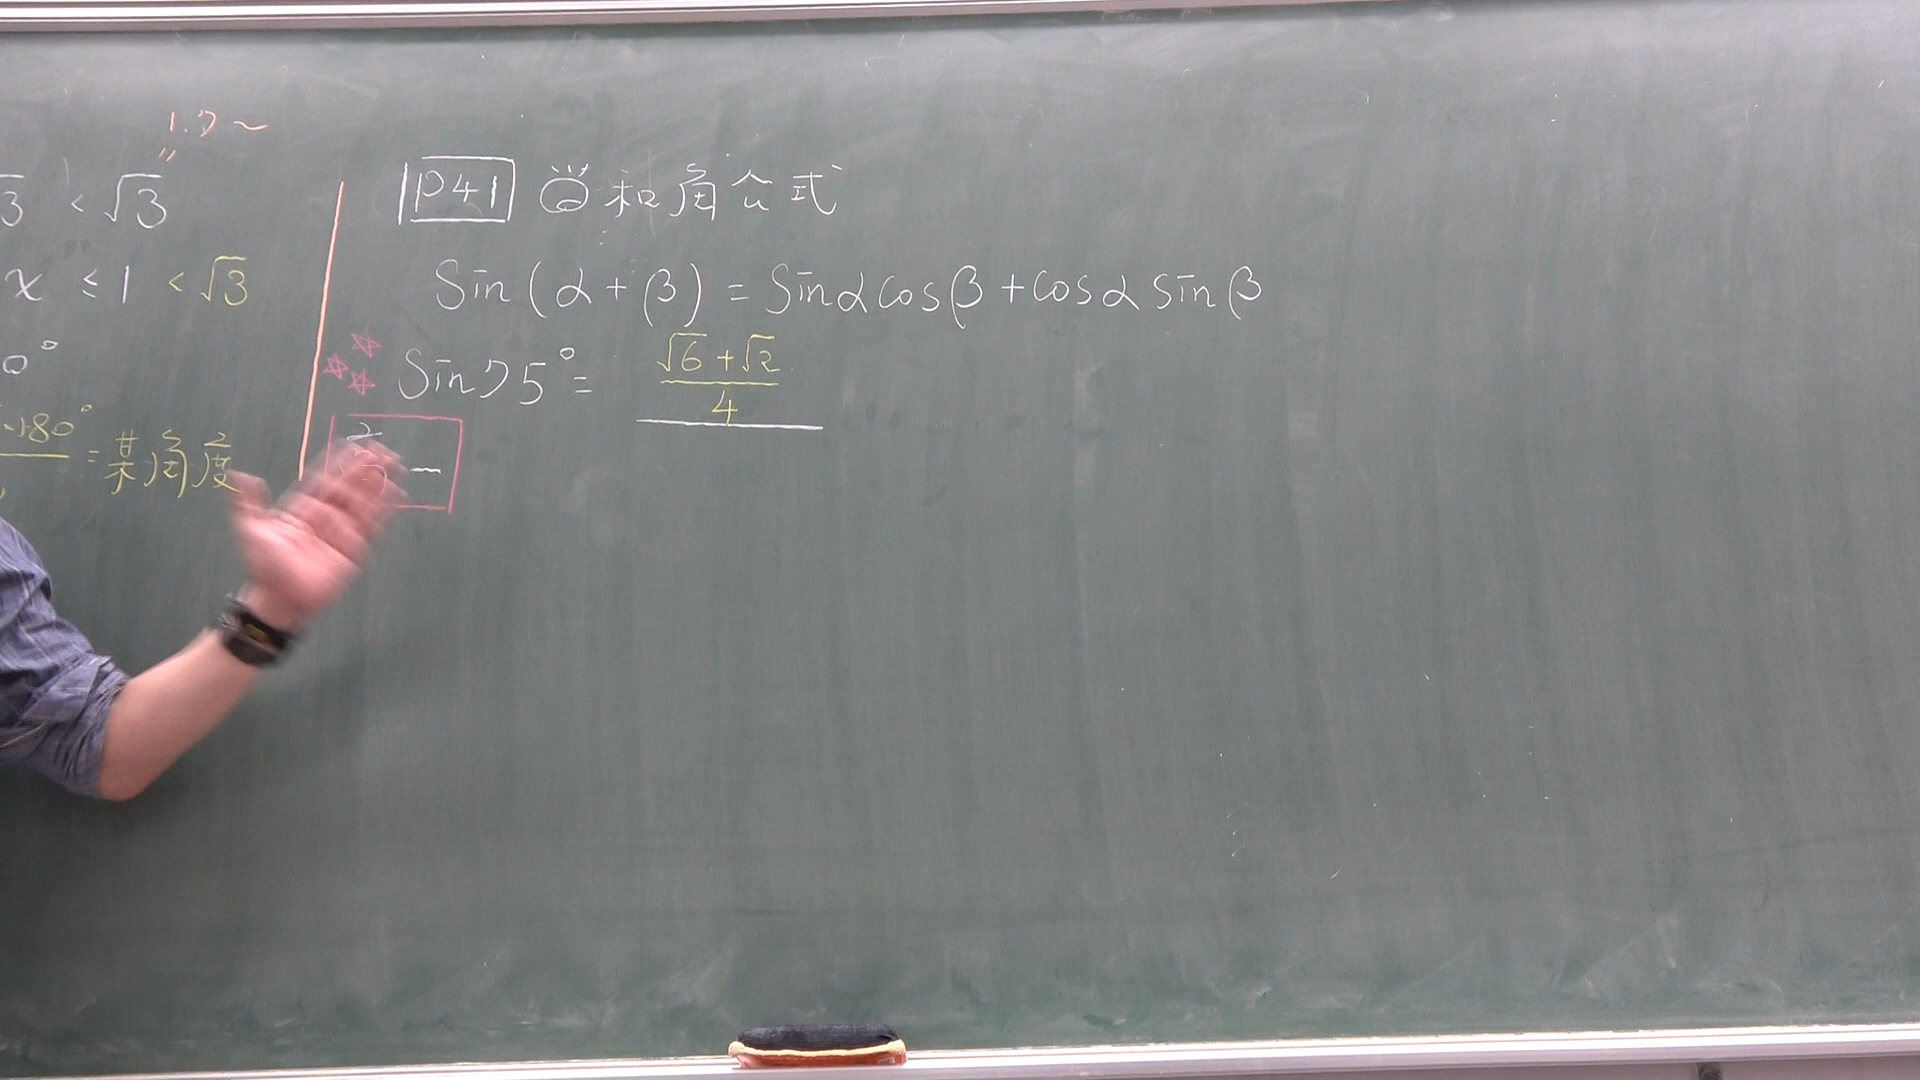 1.7~
"
√3 < √3
x ≤ 1 < √3
0°
180° = 某角度
P41 和角公式
Sin(α+β) = Sinαcosβ+cosαsinβ
☆☆☆ Sin75° = (√6+√2)/4